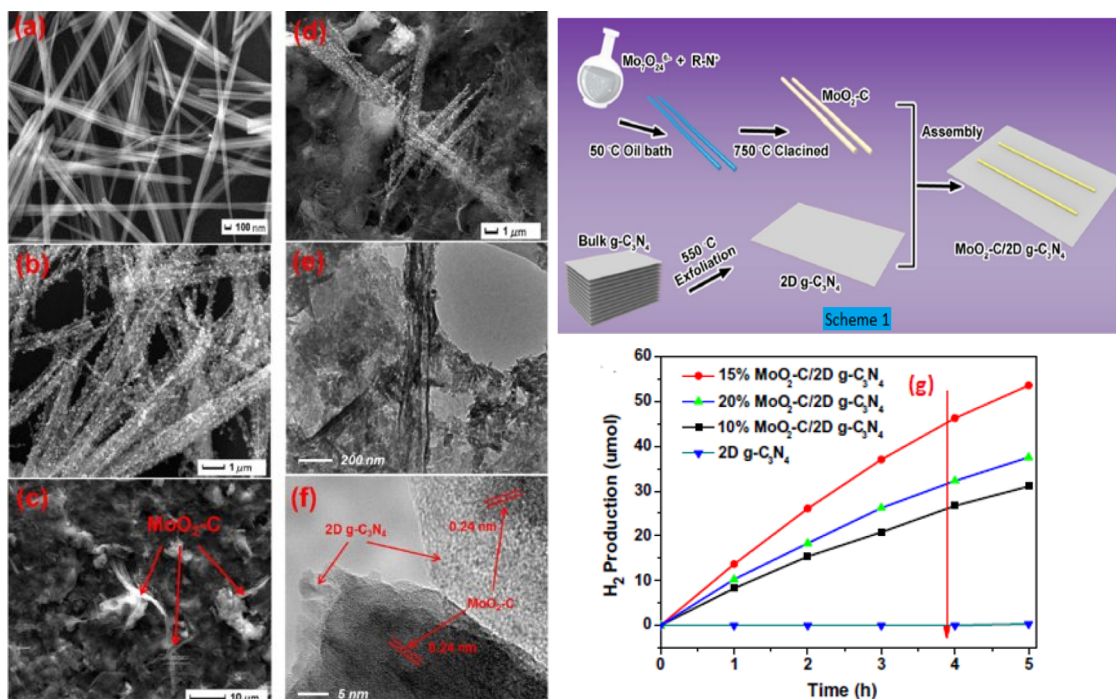 (a)
100 nm
(b)
1 μm
(c)
MoO₂-C
10 μm
(d)
1 μm
(e)
200 nm
(f)
2D g-C₃N₄
0.24 nm
MoO₂-C
0.24 nm
5 nm
Mo₇O₂₄⁶⁻ + R-N⁺
50 °C Oil bath
750 °C Clacined
MoO₂-C
Assembly
MoO₂-C/2D g-C₃N₄
Bulk g-C₃N₄
550 °C
Exfoliation
2D g-C₃N₄
Scheme 1
(g)
15% MoO₂-C/2D g-C₃N₄
20% MoO₂-C/2D g-C₃N₄
10% MoO₂-C/2D g-C₃N₄
2D g-C₃N₄
H₂ Production (umol)
60
50
40
30
20
10
0
0 1 2 3 4 5
Time (h)